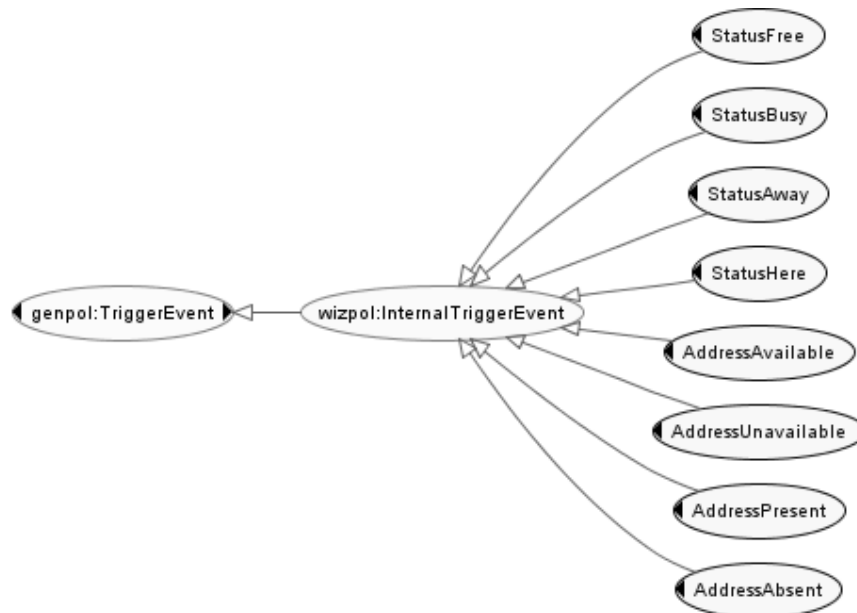 StatusFree
StatusBusy
StatusAway
StatusHere
genpol:TriggerEvent
wizpol:InternalTriggerEvent
AddressAvailable
AddressUnavailable
AddressPresent
AddressAbsent